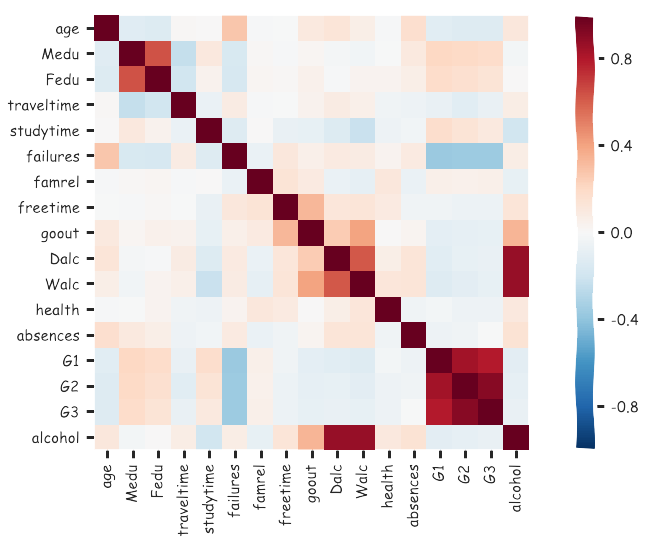 age
Medu
Fedu
traveltime
studytime
failures
famrel
freetime
goout
Dalc
Walc
health
absences
G1
G2
G3
alcohol
age
Medu
Fedu
traveltime
studytime
failures
famrel
freetime
goout
Dalc
Walc
health
absences
G1
G2
G3
alcohol
0.8
0.4
0.0
-0.4
-0.8